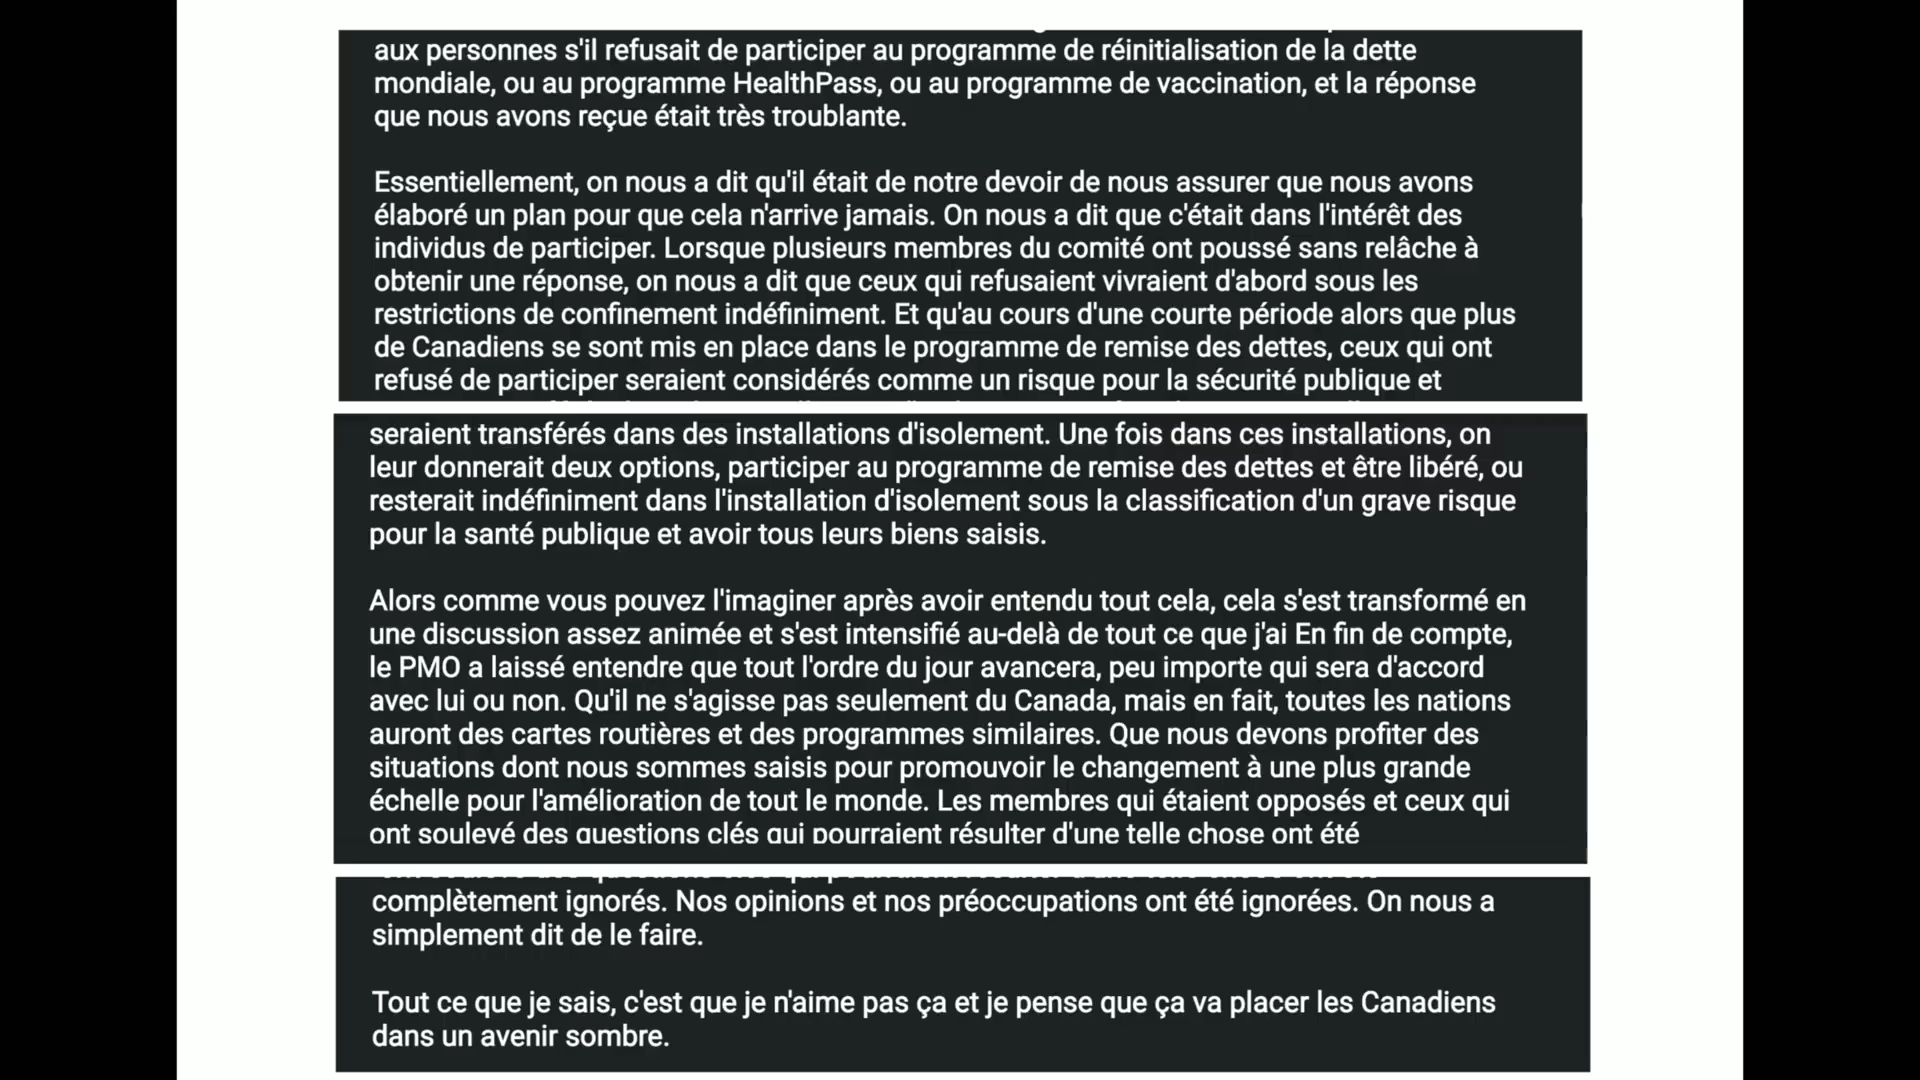 aux personnes s'il refusait de participer au programme de réinitialisation de la dette
mondiale, ou au programme HealthPass, ou au programme de vaccination, et la réponse
que nous avons reçue était très troublante.
Essentiellement, on nous a dit qu'il était de notre devoir de nous assurer que nous avons
élaboré un plan pour que cela n'arrive jamais. On nous a dit que c'était dans l'intérêt des
individus de participer. Lorsque plusieurs membres du comité ont poussé sans relâche à
obtenir une réponse, on nous a dit que ceux qui refusaient vivraient d'abord sous les
restrictions de confinement indéfiniment. Et qu'au cours d'une courte période alors que plus
de Canadiens se sont mis en place dans le programme de remise des dettes, ceux qui ont
refusé de participer seraient considérés comme un risque pour la sécurité publique et
seraient transférés dans des installations d'isolement. Une fois dans ces installations, on
leur donnerait deux options, participer au programme de remise des dettes et être libéré, ou
resterait indéfiniment dans l'installation d'isolement sous la classification d'un grave risque
pour la santé publique et avoir tous leurs biens saisis.
Alors comme vous pouvez l'imaginer après avoir entendu tout cela, cela s'est transformé en
une discussion assez animée et s'est intensifié au-delà de tout ce que j'ai En fin de compte,
le PMO a laissé entendre que tout l'ordre du jour avancera, peu importe qui sera d'accord
avec lui ou non. Qu'il ne s'agisse pas seulement du Canada, mais en fait, toutes les nations
auront des cartes routières et des programmes similaires. Que nous devons profiter des
situations dont nous sommes saisis pour promouvoir le changement à une plus grande
échelle pour l'amélioration de tout le monde. Les membres qui étaient opposés et ceux qui
ont soulevé des questions clés qui pourraient résulter d'une telle chose ont été
complètement ignorés. Nos opinions et nos préoccupations ont été ignorées. On nous a
simplement dit de le faire.
Tout ce que je sais, c'est que je n'aime pas ça et je pense que ça va placer les Canadiens
dans un avenir sombre.